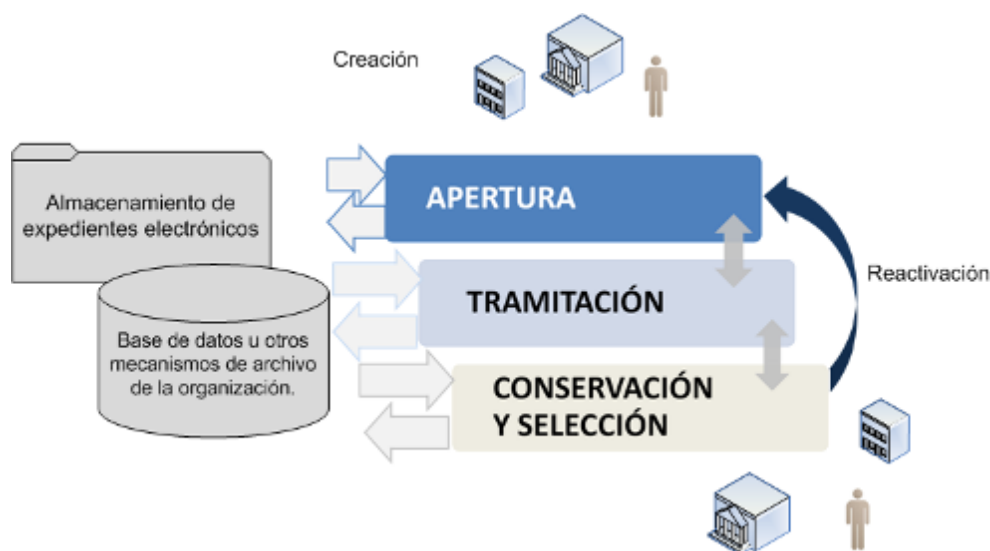 Creación
Almacenamiento de
expedientes electrónicos
APERTURA
Reactivación
TRAMITACIÓN
Base de datos u otros
mecanismos de archivo
de la organización.
CONSERVACIÓN
Y SELECCIÓN